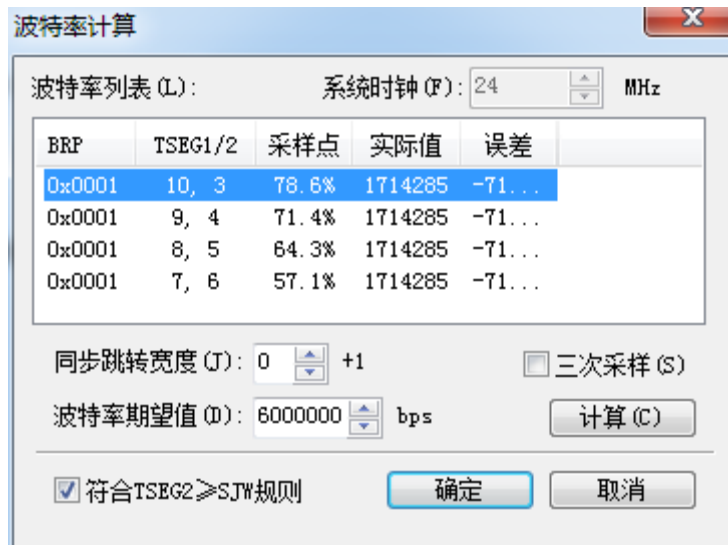 波特率计算
波特率列表(L): 系统时钟(F): 24 MHz
BRP TSEG1/2 采样点 实际值 误差
0x0001 10, 3 78.6% 1714285 -71...
0x0001 9, 4 71.4% 1714285 -71...
0x0001 8, 5 64.3% 1714285 -71...
0x0001 7, 6 57.1% 1714285 -71...
同步跳转宽度(J): 0 +1 三次采样(S)
波特率期望值(D): 6000000 bps 计算(C)
符合TSEG2≥SJW规则 确定 取消